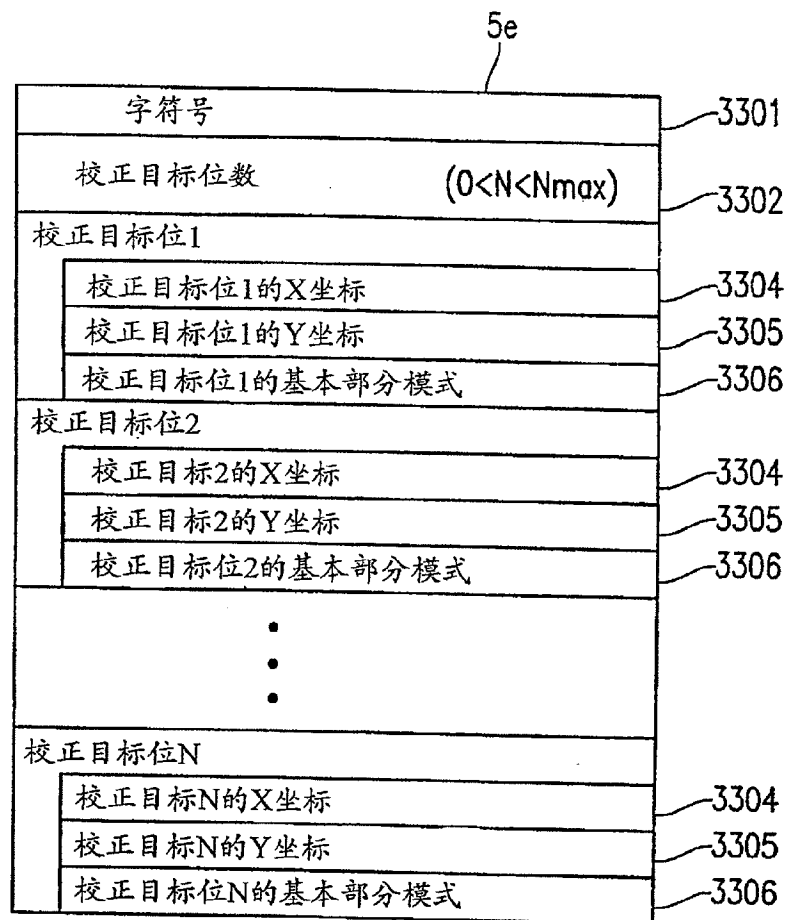 5e
字符号 3301
校正目标位数 (0<N<Nmax) 3302
校正目标位1
校正目标位1的X坐标 3304
校正目标位1的Y坐标 3305
校正目标位1的基本部分模式 3306
校正目标位2
校正目标2的X坐标 3304
校正目标2的Y坐标 3305
校正目标位2的基本部分模式 3306
校正目标位N
校正目标N的X坐标 3304
校正目标N的Y坐标 3305
校正目标位N的基本部分模式 3306